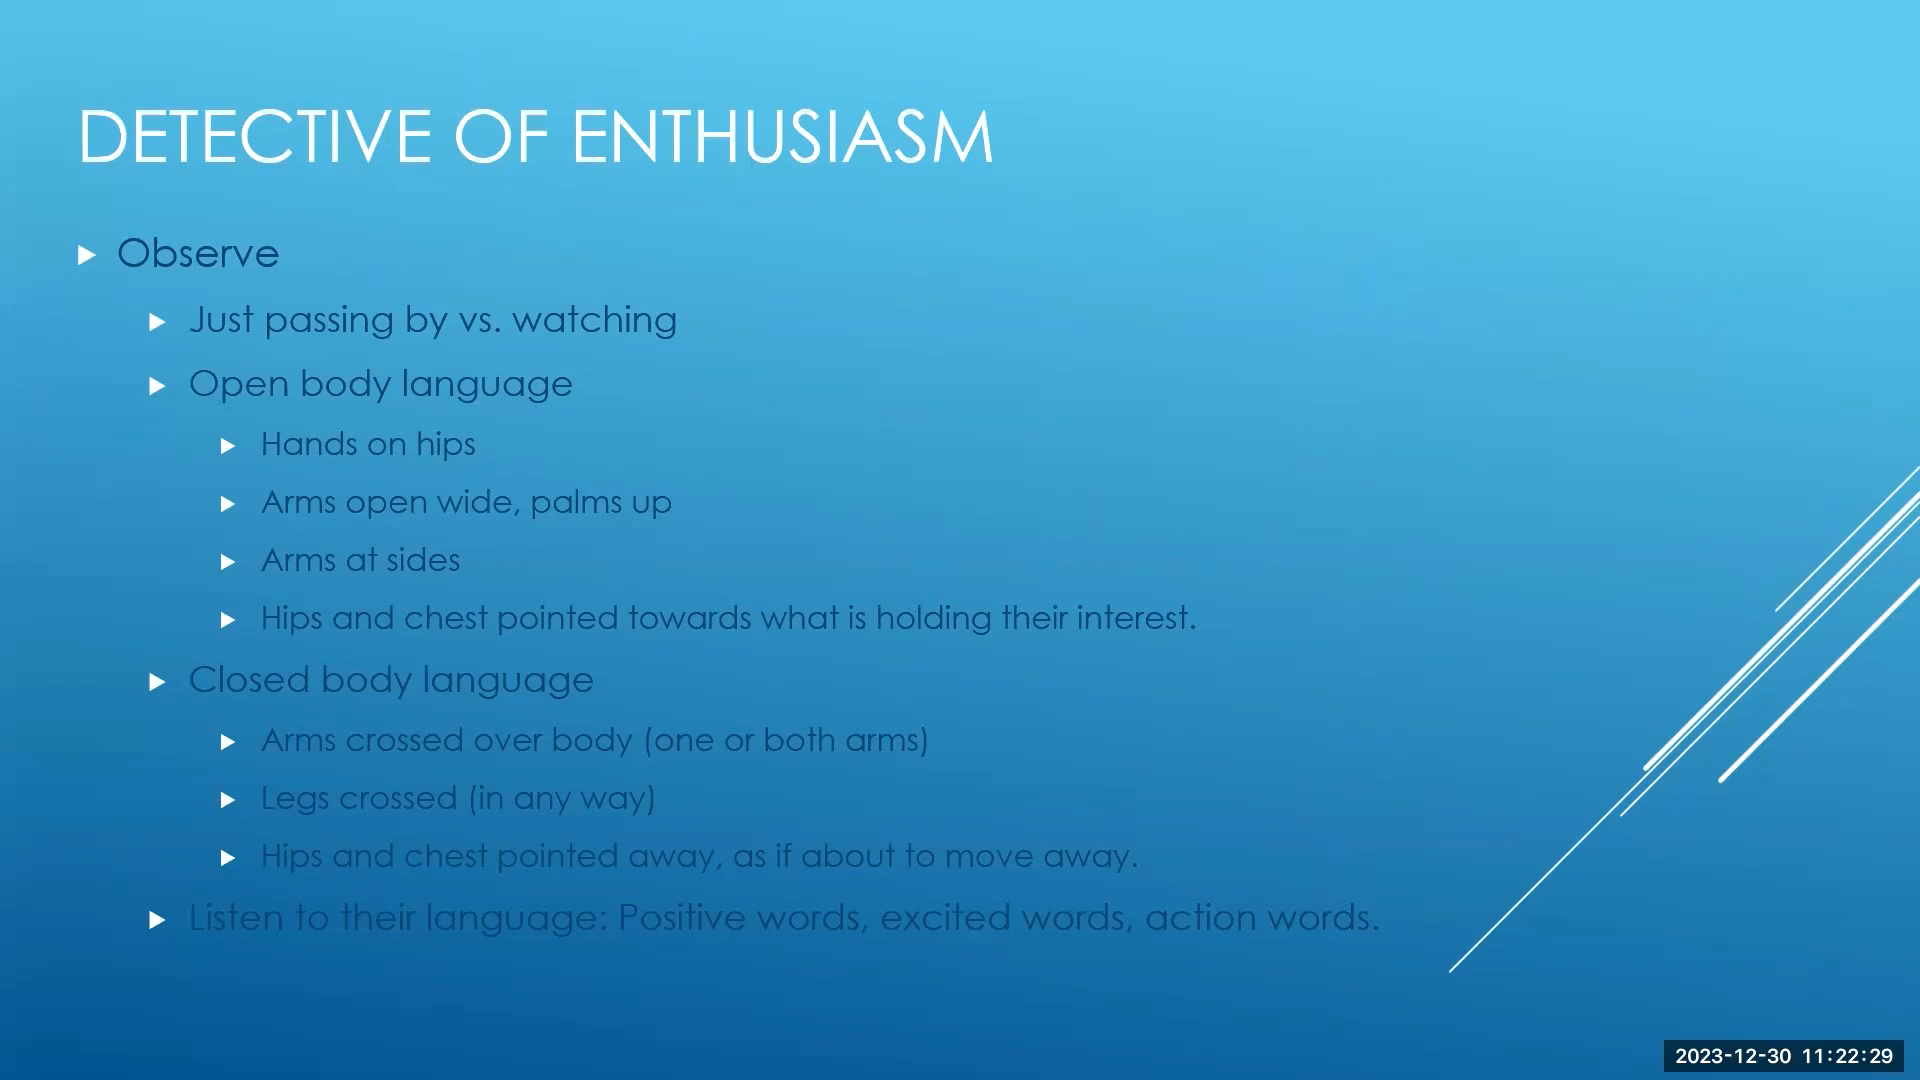 DETECTIVE OF ENTHUSIASM
Observe
Just passing by vs. watching
Open body language
Hands on hips
Arms open wide, palms up
Arms at sides
Hips and chest pointed towards what is holding their interest.
Closed body language
Arms crossed over body (one or both arms)
Legs crossed (in any way)
Hips and chest pointed away, as if about to move away.
Listen to their language: Positive words, excited words, action words.
2023-12-30 11:22:29